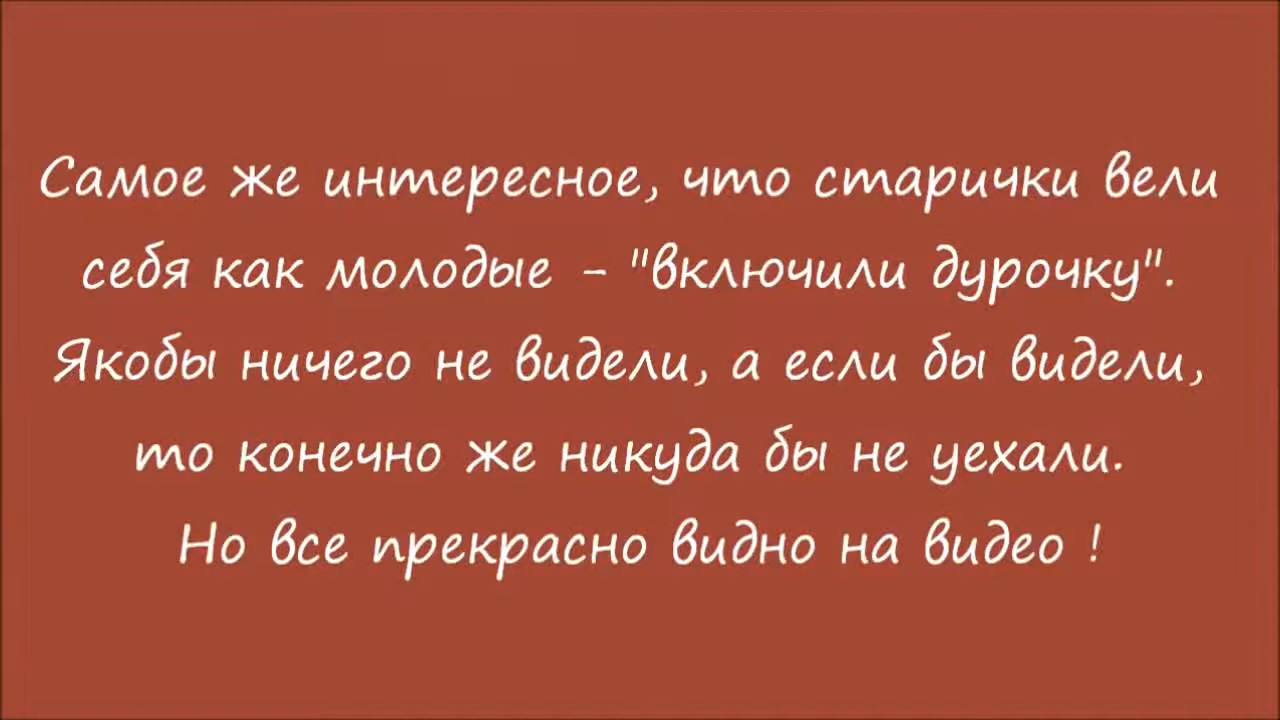 Самое же интересное, что старички вели
себя как молодые - "включили дурочку".
Якобы ничего не видели, а если бы видели,
то конечно же никуда бы не уехали.
Но все прекрасно видно на видео !